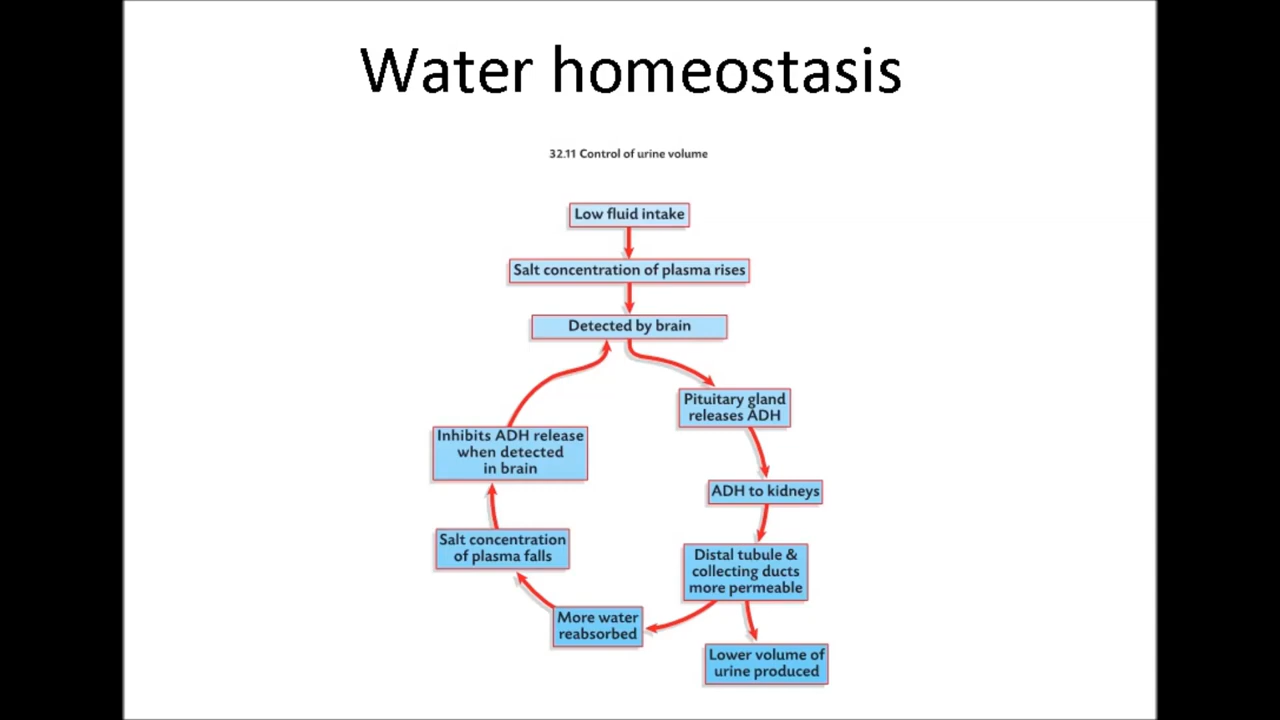 Water homeostasis
32.11 Control of urine volume
Low fluid intake
Salt concentration of plasma rises
Detected by brain
Pituitary gland
releases ADH
ADH to kidneys
Distal tubule &
collecting ducts
more permeable
Lower volume of
urine produced
More water
reabsorbed
Salt concentration
of plasma falls
Inhibits ADH release
when detected
in brain